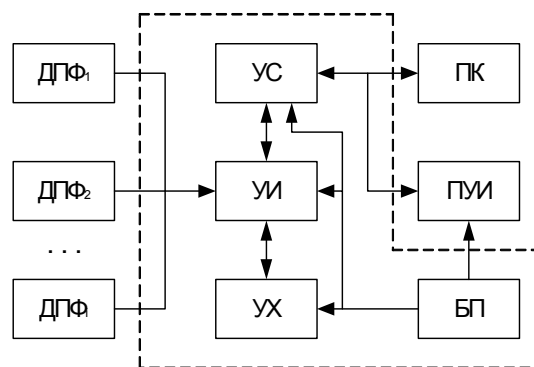 ДПФ₁ УС ПК
ДПФ₂ УИ ПУИ
. . .
ДПФᵢ УХ БП